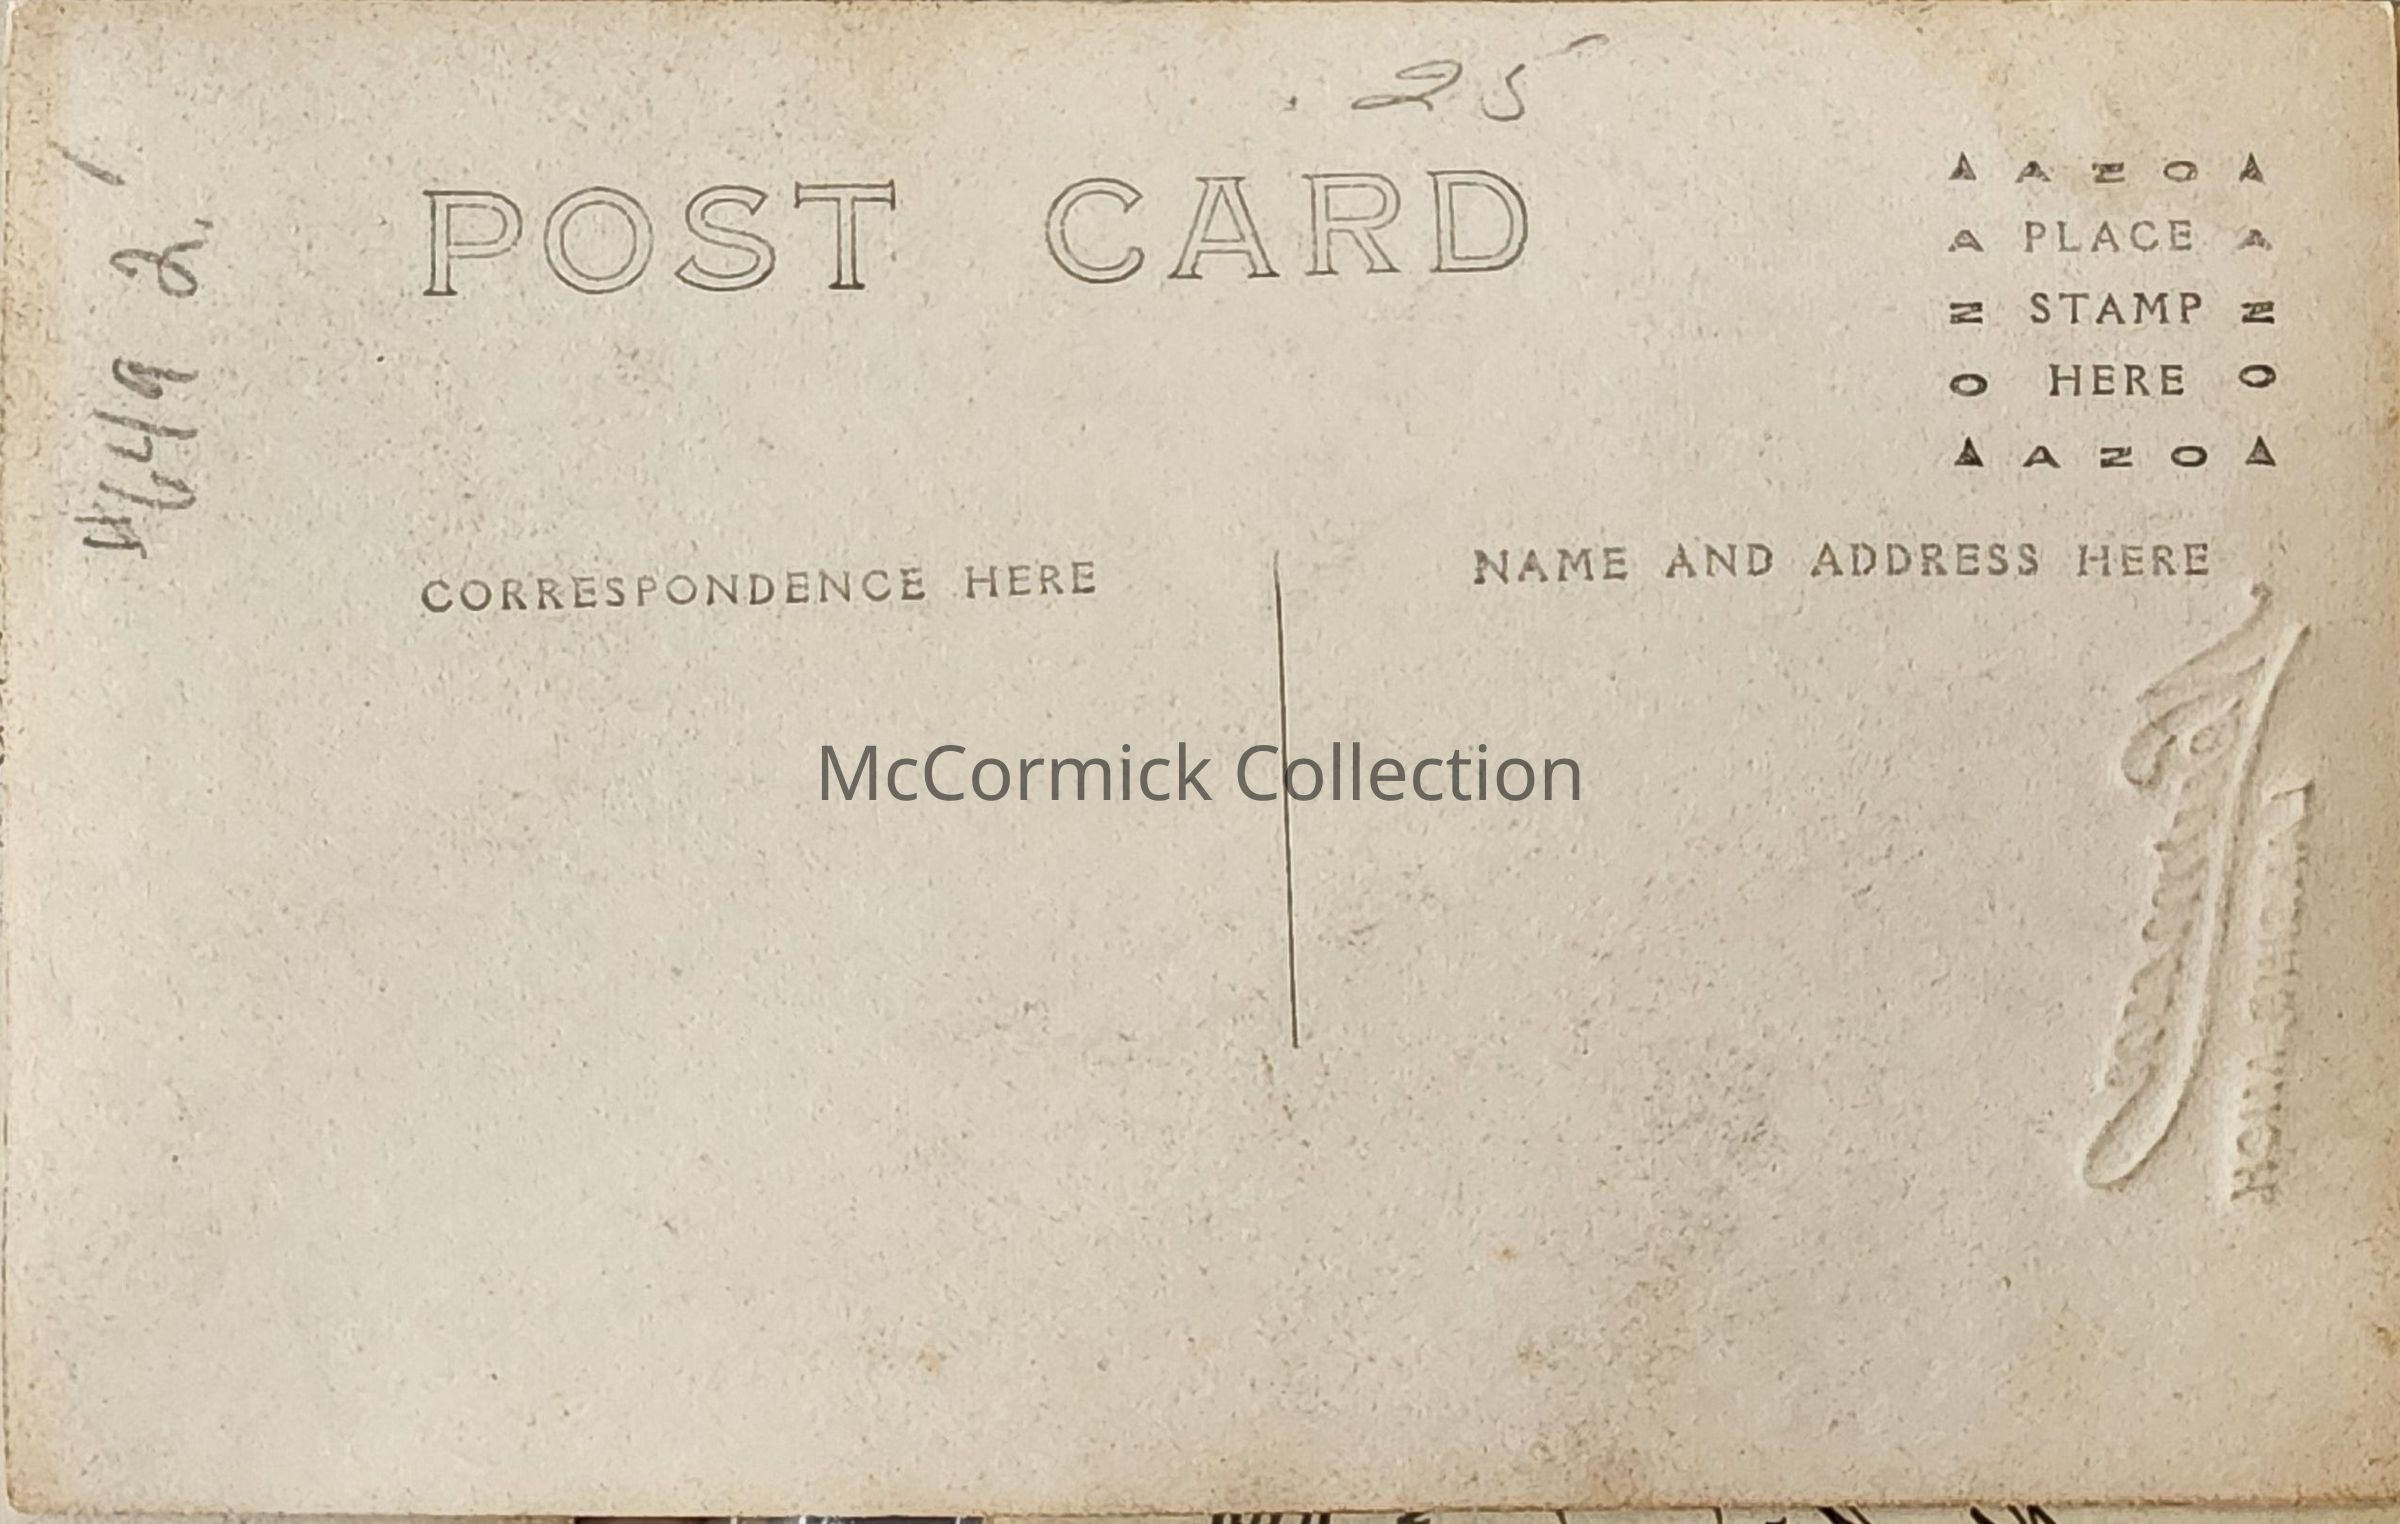 .25
POST CARD
▲ AZO ▲
A PLACE A
Z STAMP Z
O HERE O
▲ AZO ▲
CORRESPONDENCE HERE
NAME AND ADDRESS HERE
McCormick Collection